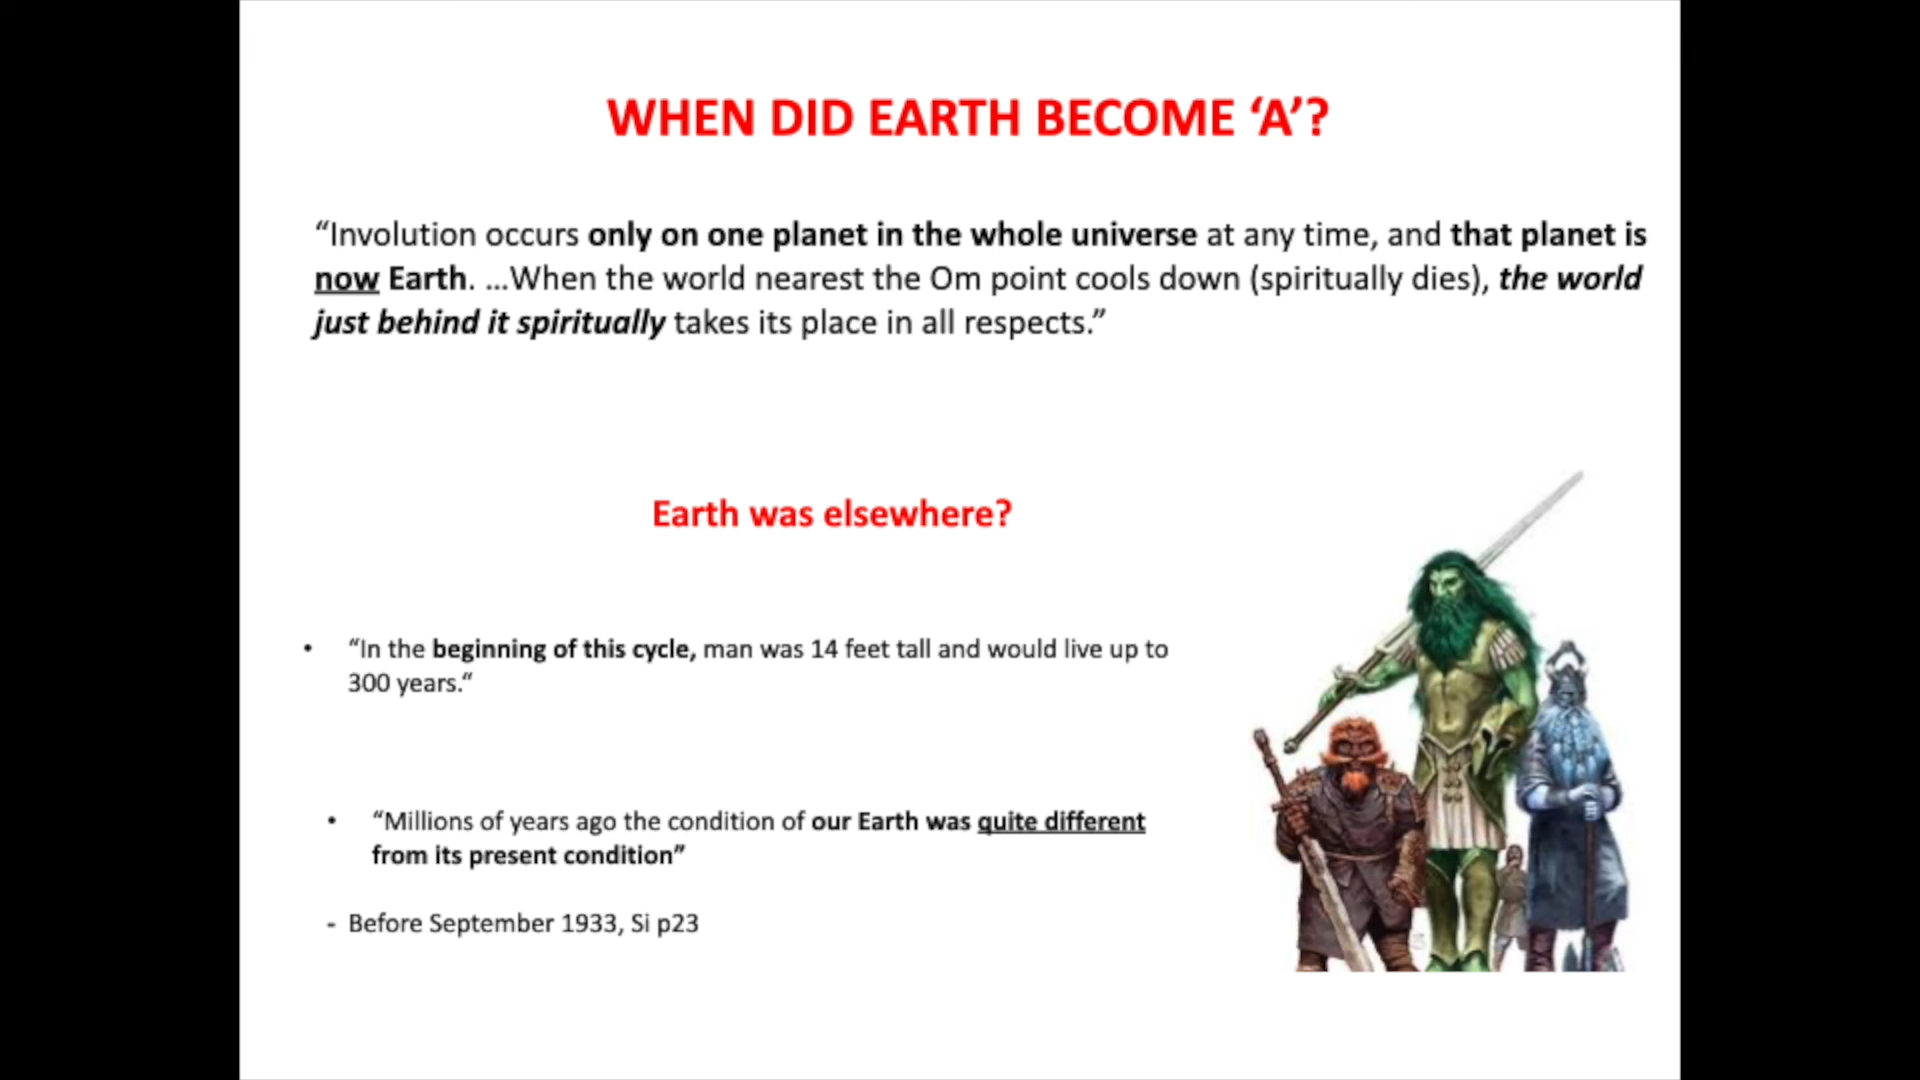 WHEN DID EARTH BECOME ‘A’?
“Involution occurs only on one planet in the whole universe at any time, and that planet is
now Earth. ...When the world nearest the Om point cools down (spiritually dies), the world
just behind it spiritually takes its place in all respects.”
Earth was elsewhere?
• “In the beginning of this cycle, man was 14 feet tall and would live up to
300 years.“
• “Millions of years ago the condition of our Earth was quite different
from its present condition”
- Before September 1933, Si p23